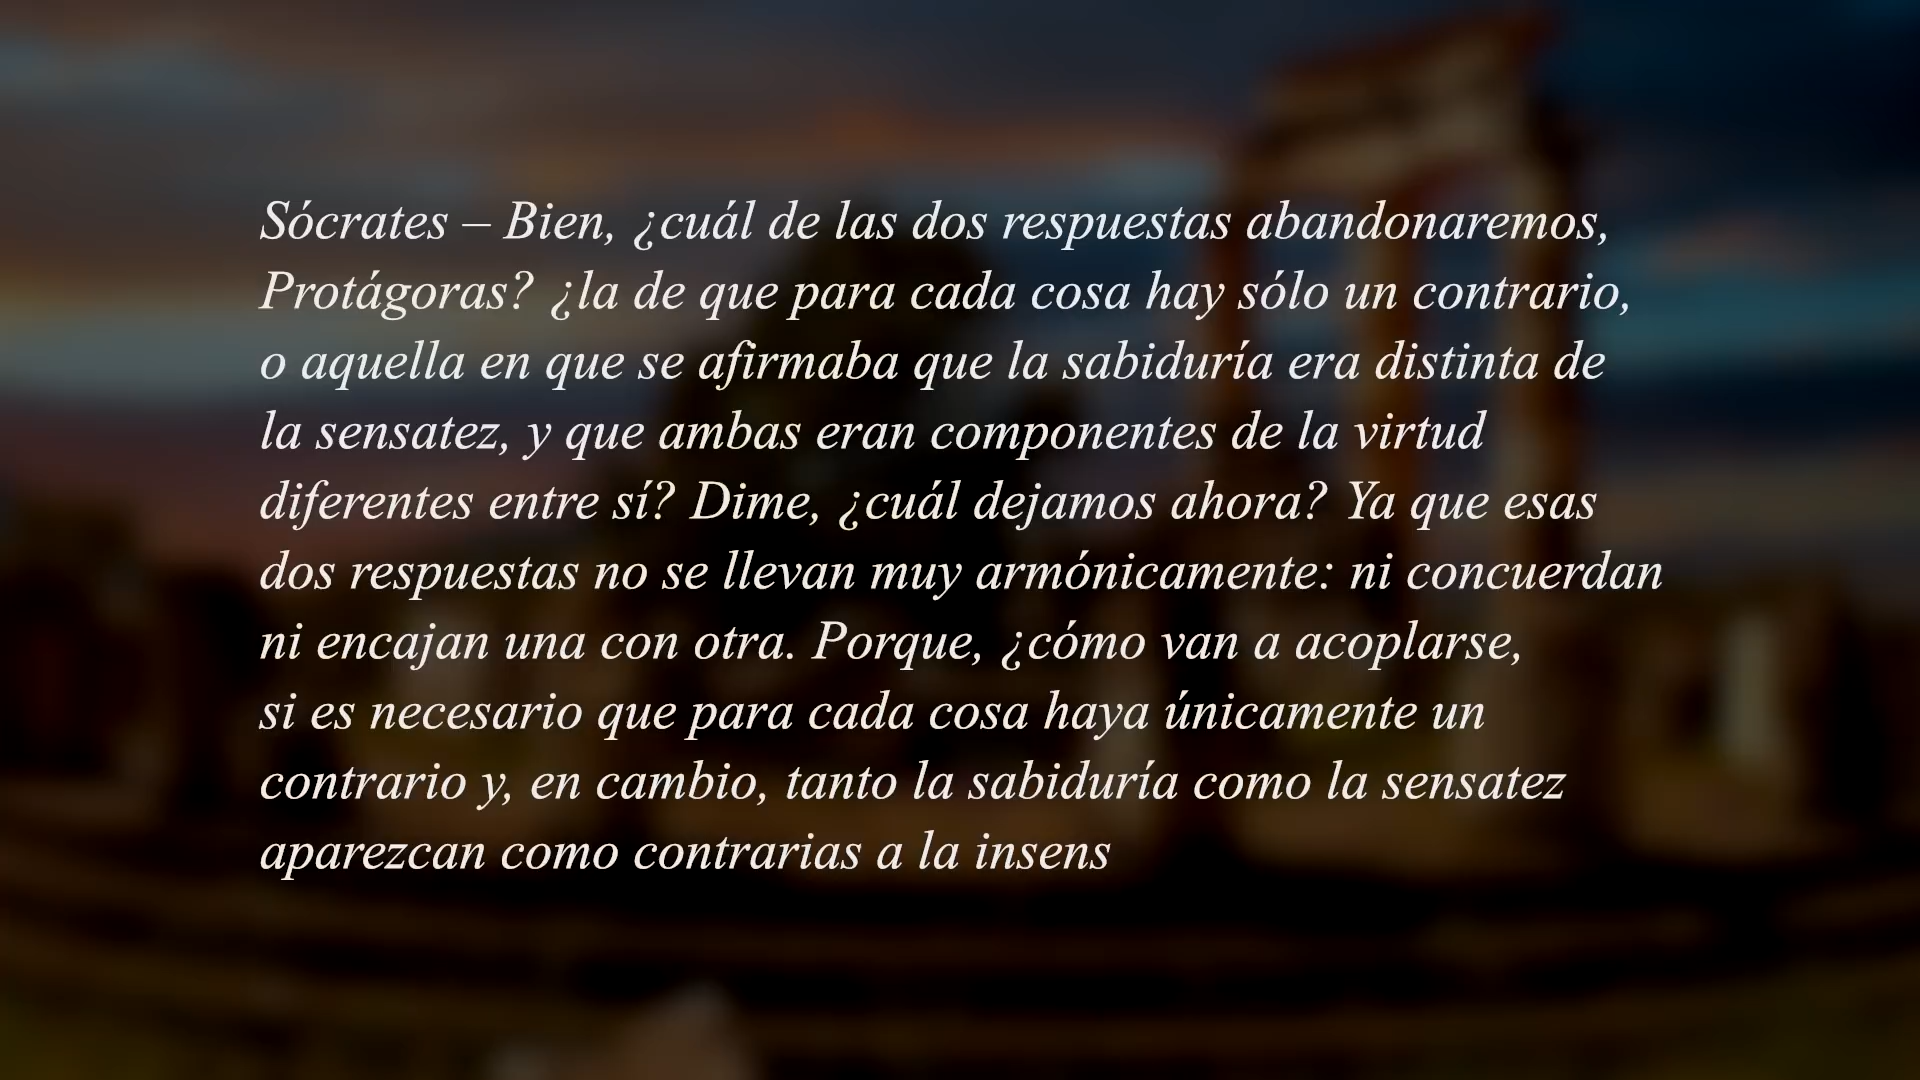 Sócrates – Bien, ¿cuál de las dos respuestas abandonaremos,
Protágoras? ¿la de que para cada cosa hay sólo un contrario,
o aquella en que se afirmaba que la sabiduría era distinta de
la sensatez, y que ambas eran componentes de la virtud
diferentes entre sí? Dime, ¿cuál dejamos ahora? Ya que esas
dos respuestas no se llevan muy armónicamente: ni concuerdan
ni encajan una con otra. Porque, ¿cómo van a acoplarse,
si es necesario que para cada cosa haya únicamente un
contrario y, en cambio, tanto la sabiduría como la sensatez
aparezcan como contrarias a la insens